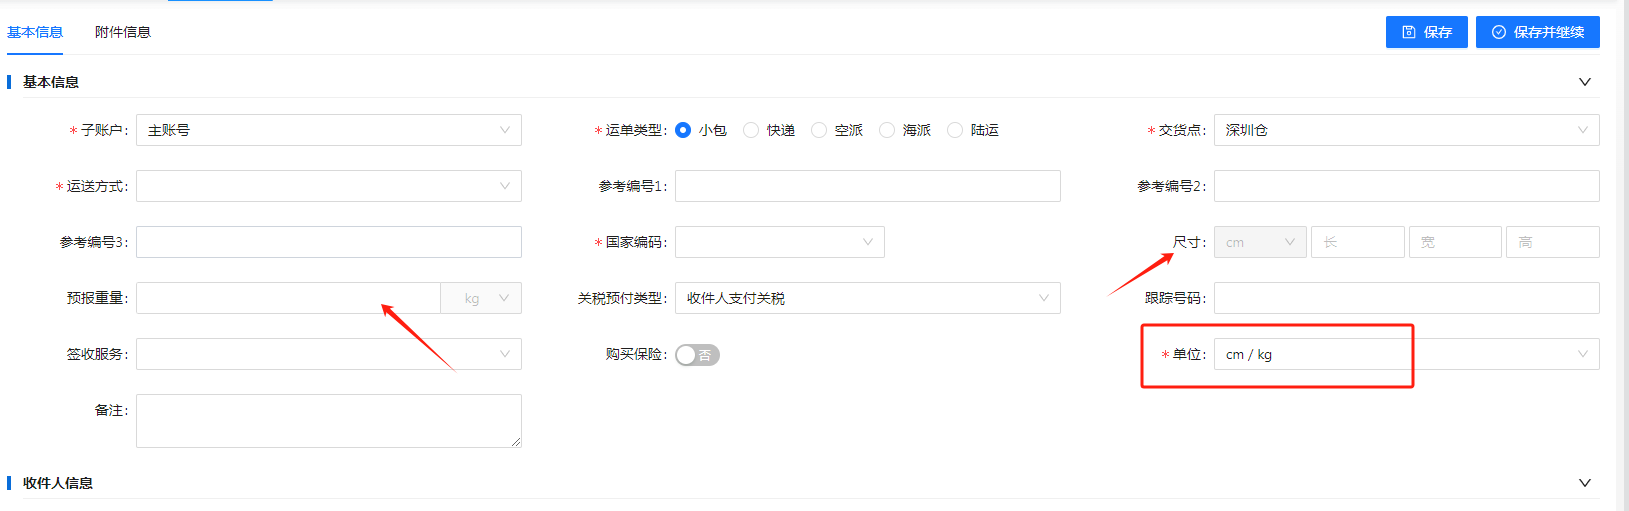 基本信息 附件信息 保存 保存并继续
基本信息
* 子账户: 主账号 * 运单类型: 小包 快递 空派 海派 陆运 * 交货点: 深圳仓
* 运送方式: 参考编号1: 参考编号2:
参考编号3: * 国家编码: 尺寸: cm 长 宽 高
预报重量: kg 关税预付类型: 收件人支付关税 跟踪号码:
签收服务: 购买保险: 否 * 单位: cm / kg
备注:
收件人信息